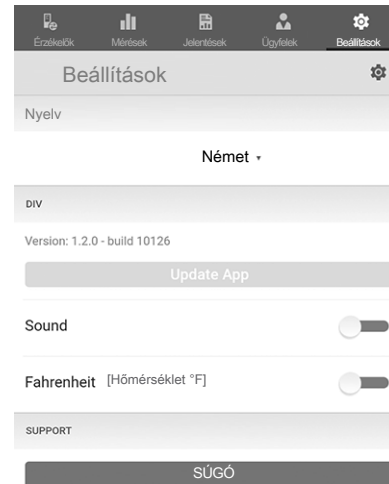 Érzékelők Mérések Jelentések Ügyfelek Beállítások
Beállítások
Nyelv
Német
DIV
Version: 1.2.0 - build 10126
Update App
Sound
Fahrenheit [Hőmérséklet °F]
SUPPORT
SÚGÓ